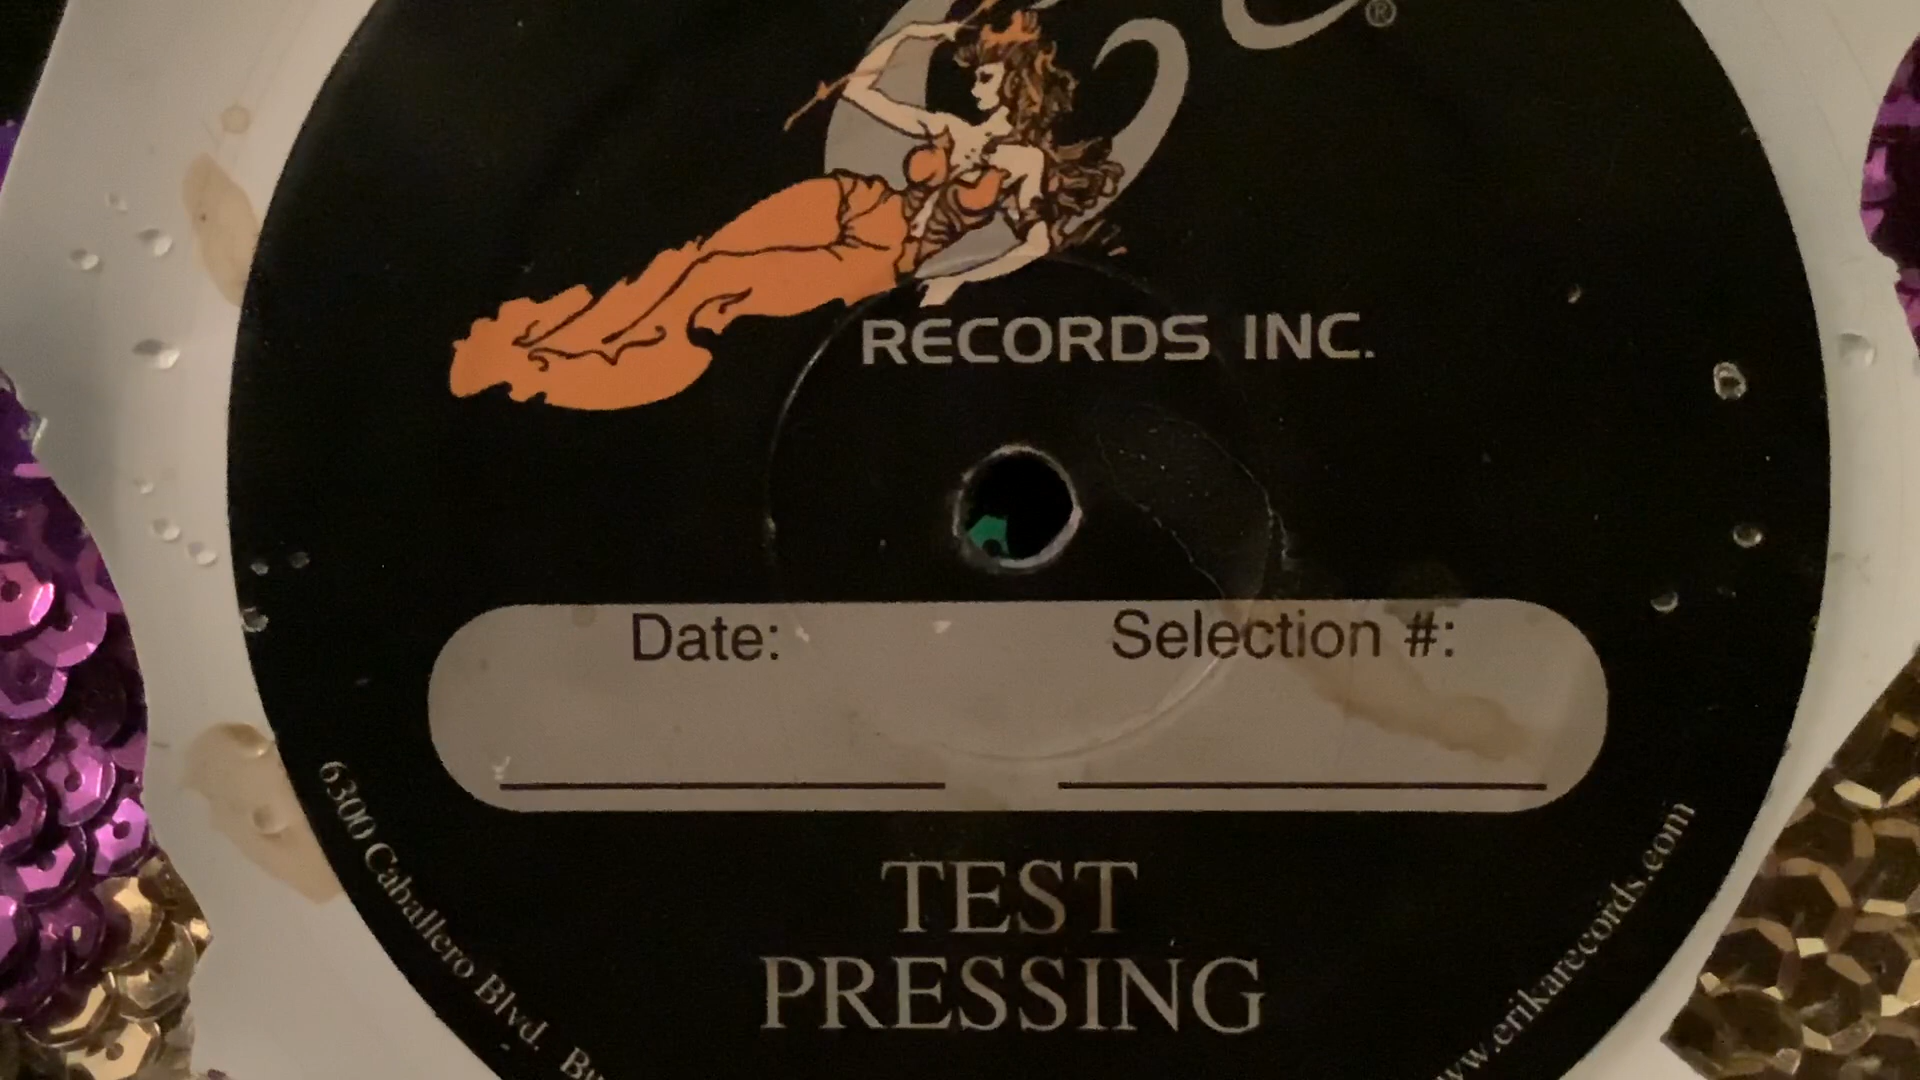 ®
RECORDS INC.
Date: Selection #:
TEST
PRESSING
6300 Caballero Blvd.
www.erikarecords.com